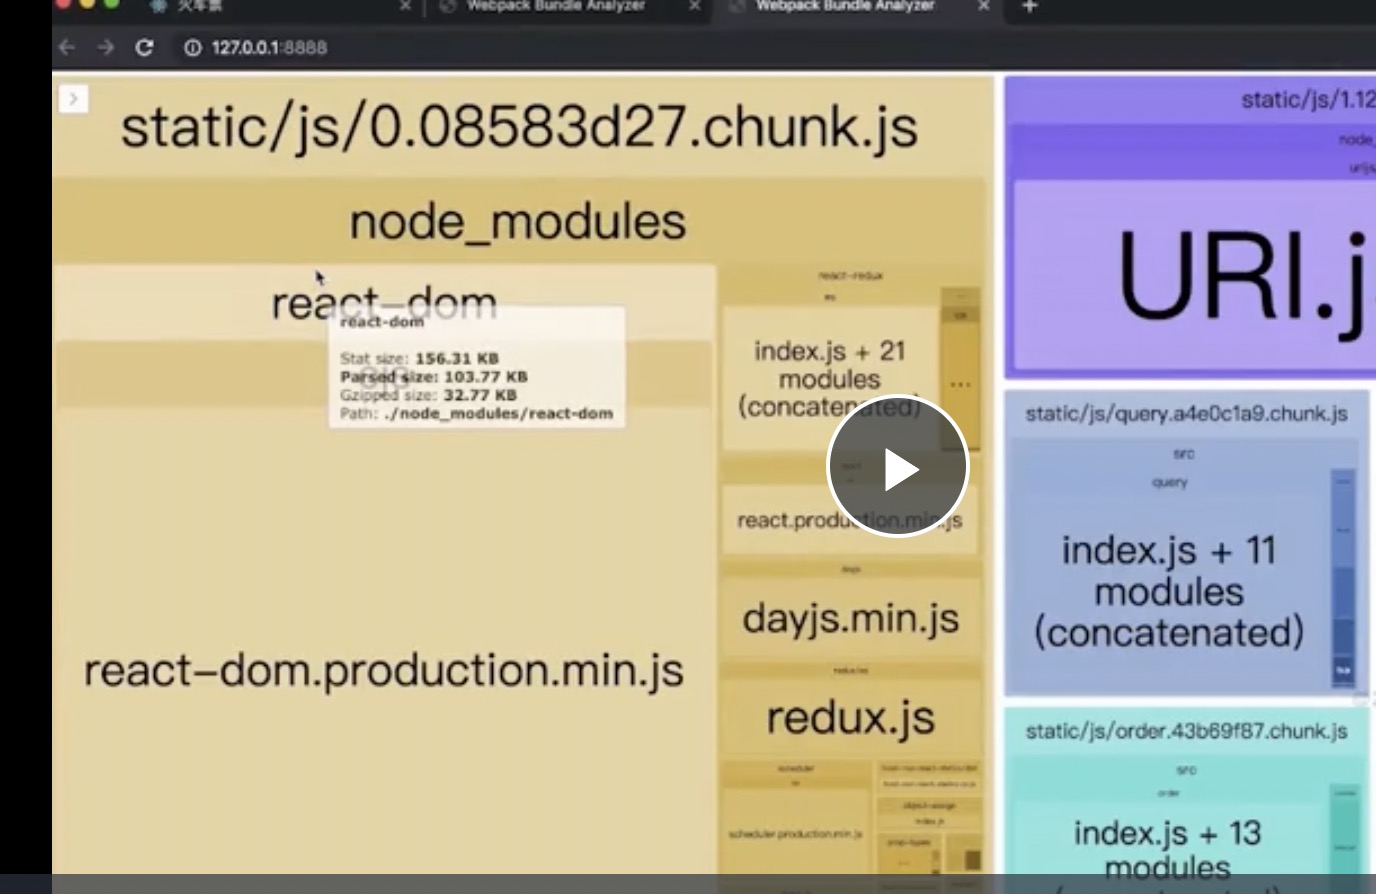 火车票
Webpack Bundle Analyzer
Webpack Bundle Analyzer
127.0.0.1:8888
static/js/0.08583d27.chunk.js
node_modules
react-dom
react-dom
Stat size: 156.31 KB
Parsed size: 103.77 KB
Gzipped size: 32.77 KB
Path: ./node_modules/react-dom
cjs
react-dom.production.min.js
react-redux
es
index.js + 21
modules
(concatenated)
...
react
react.production.min.js
dayjs
dayjs.min.js
redux.js
scheduler
scheduler.production.min.js
object-assign
index.js
prop-types
static/js/1.12
node_
urijs
URI.j
static/js/query.a4e0c1a9.chunk.js
src
query
index.js + 11
modules
(concatenated)
static/js/order.43b69f87.chunk.js
src
order
index.js + 13
modules